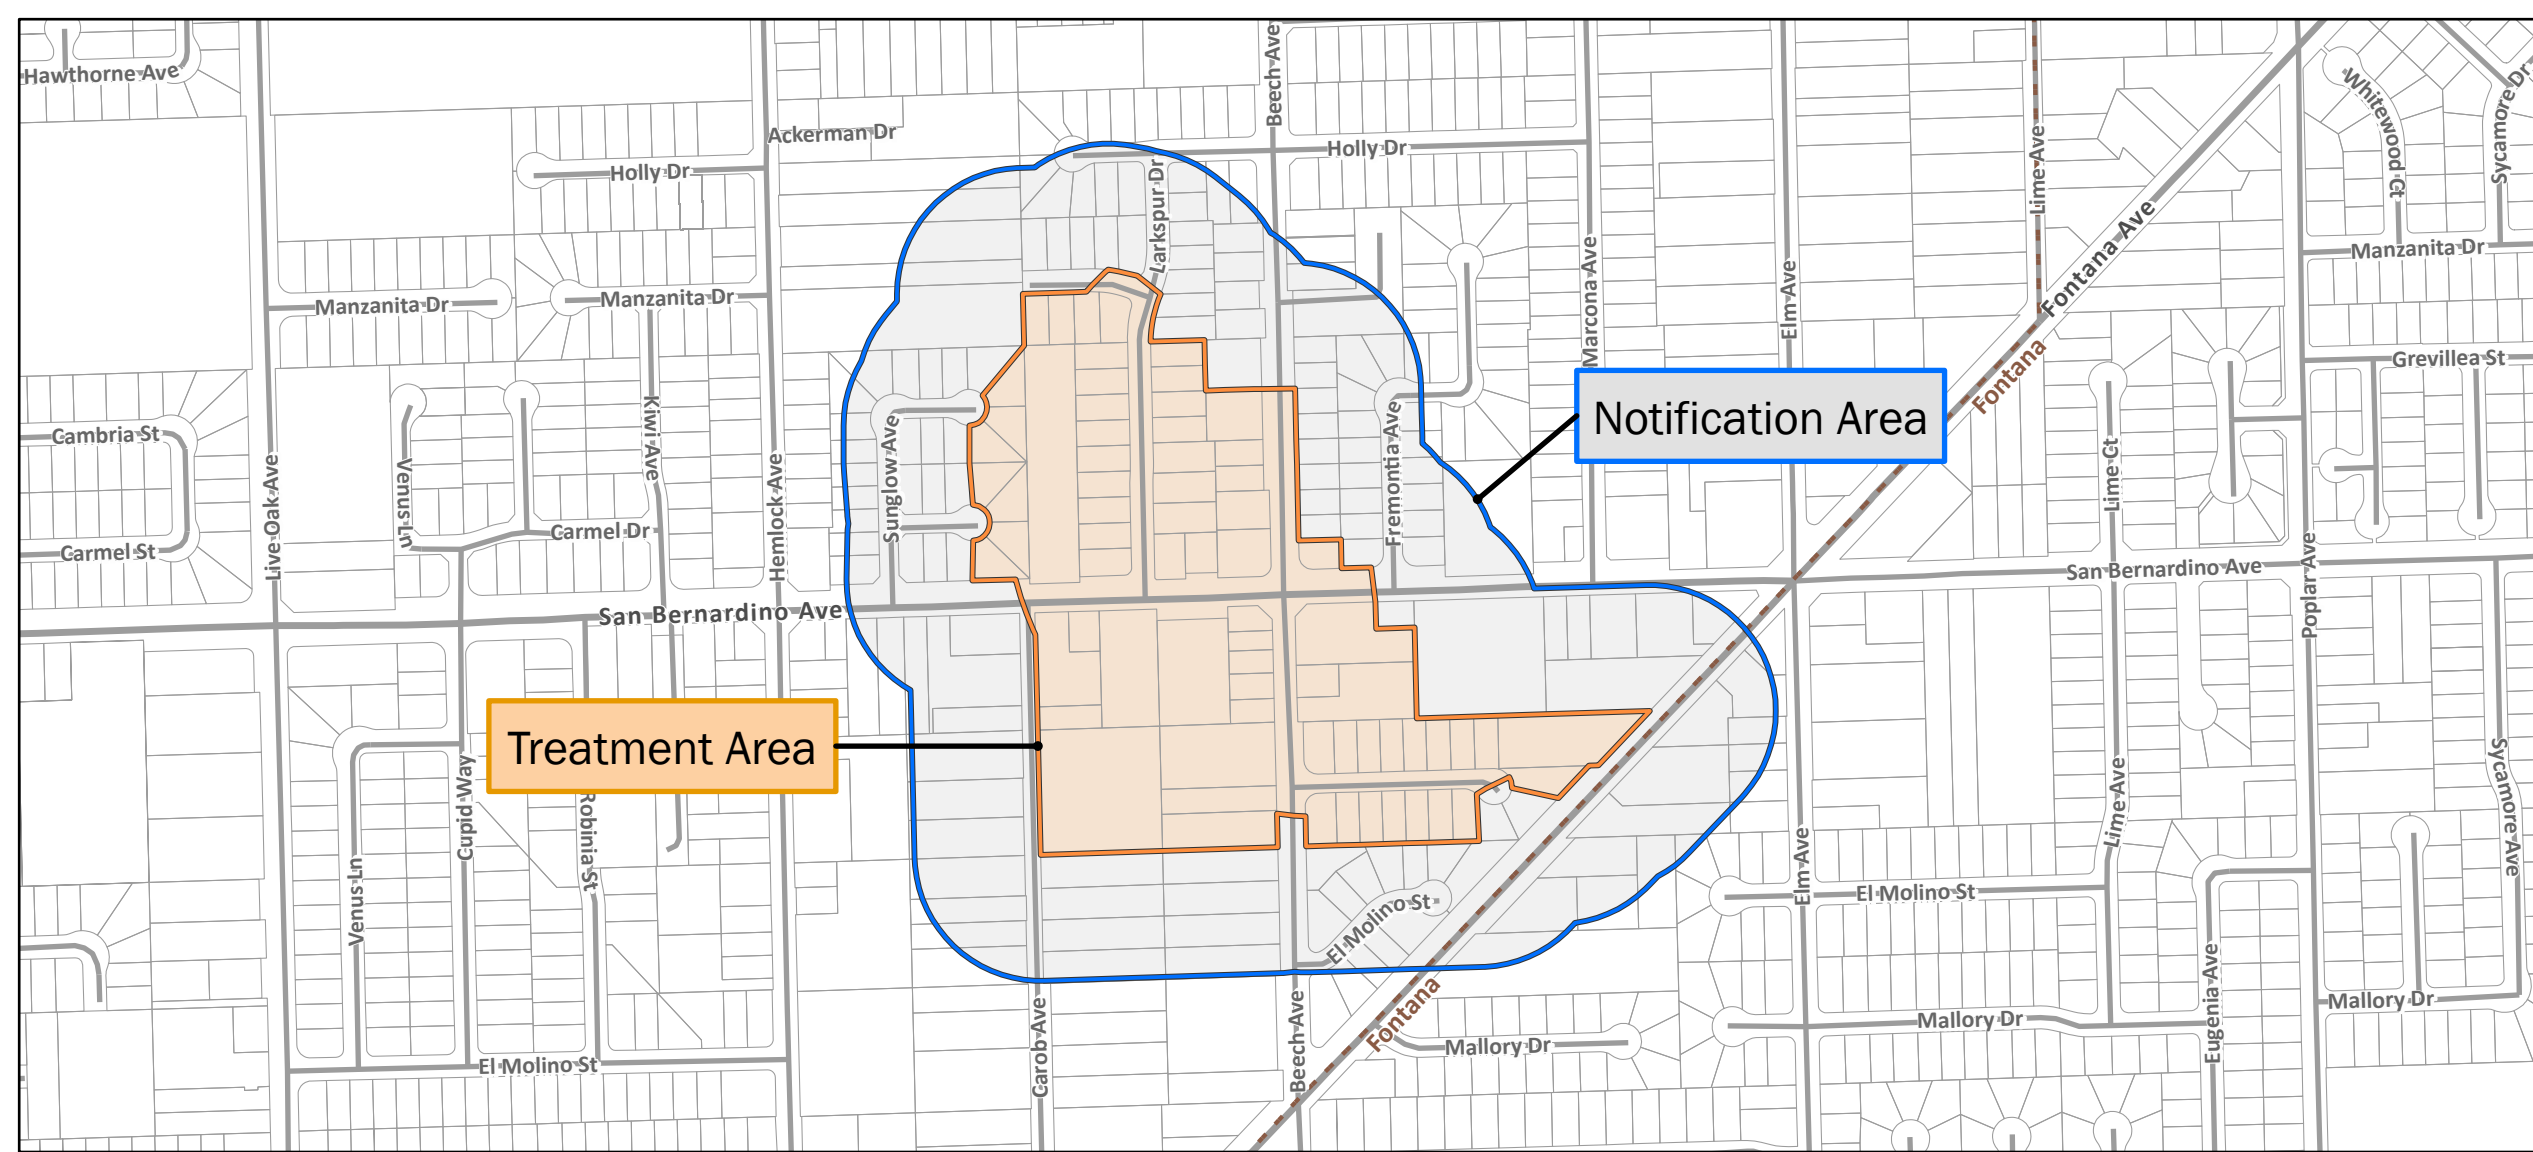 Hawthorne Ave
Ackerman Dr
Holly Dr
Beech Ave
Holly Dr
Larkspur Dr
Lime Ave
Whitewood Ct
Sycamore Dr
Manzanita Dr
Manzanita Dr
Manzanita Dr
Marcona Ave
Elm Ave
Fontana Ave
Fontana
Grevillea St
Notification Area
Cambria St
Carmel St
Live Oak Ave
Venus Ln
Kiwi Ave
Carmel Dr
Hemlock Ave
Sunglow Ave
Fremontia Ave
Lime Ct
San Bernardino Ave
San Bernardino Ave
Poplar Ave
Treatment Area
Venus Ln
Cupid Way
Robinia St
El Molino St
Carob Ave
Beech Ave
El Molino St
Fontana
Mallory Dr
Elm Ave
El Molino St
Lime Ave
Mallory Dr
Eugenia Ave
Sycamore Ave
Mallory Dr